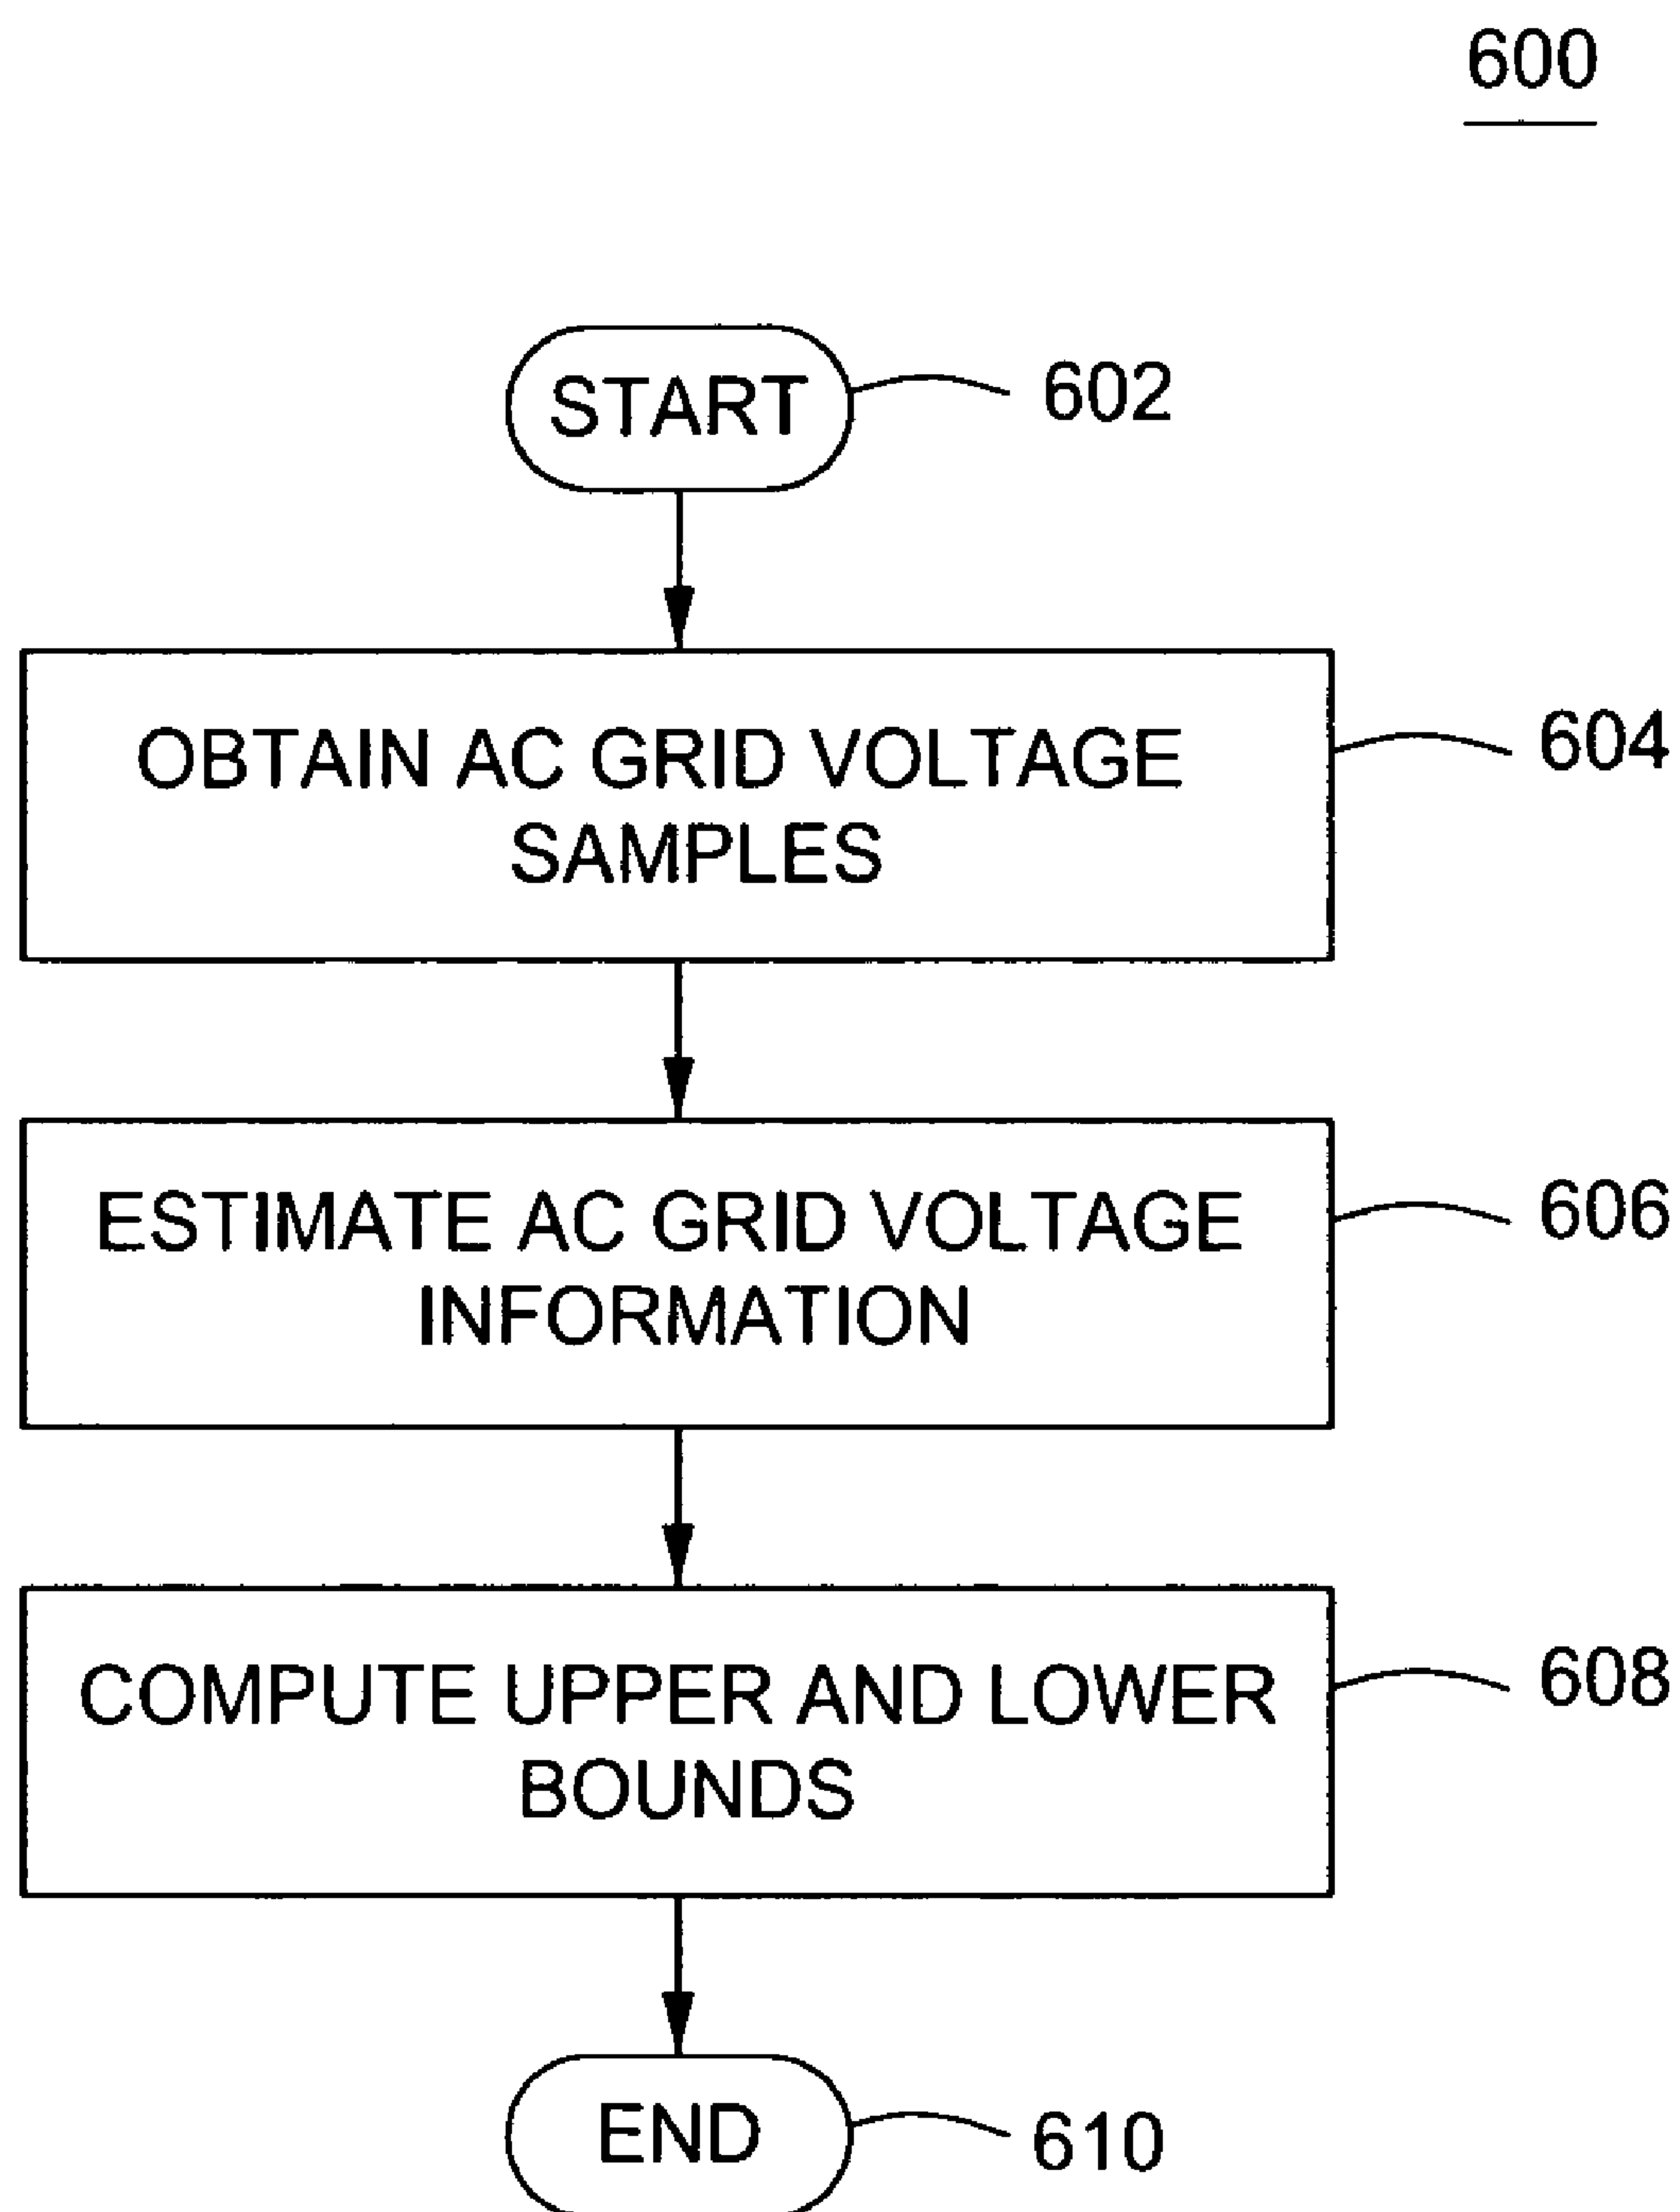 600
START
602
OBTAIN AC GRID VOLTAGE
SAMPLES
604
ESTIMATE AC GRID VOLTAGE
INFORMATION
606
COMPUTE UPPER AND LOWER
BOUNDS
608
END
610